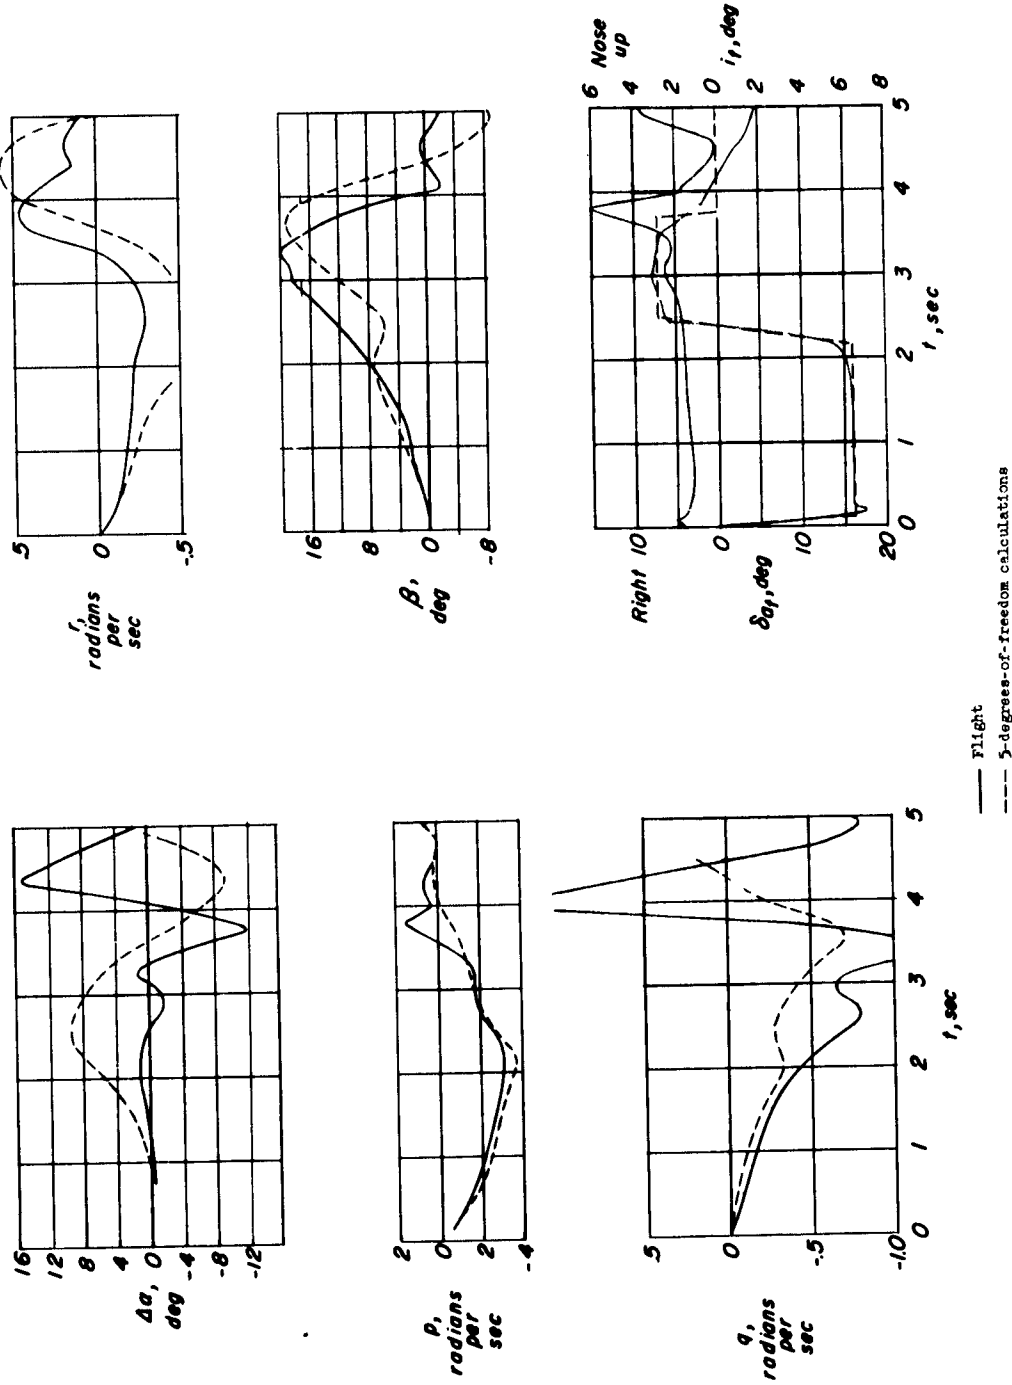 16
12
8
4
0
-4
-8
-12
Δα,
deg
2
0
2
-4
p,
radians
per
sec
.5
0
-.5
-1.0
q,
radians
per
sec
0 1 2 3 4 5
t, sec
.5
0
-.5
r,
radians
per
sec
16
8
0
-8
β,
deg
Right
10
0
10
20
δat, deg
Nose
up
6
4
2
0
2
4
6
8
it, deg
0 1 2 3 4 5
t, sec
Flight
5-degrees-of-freedom calculations